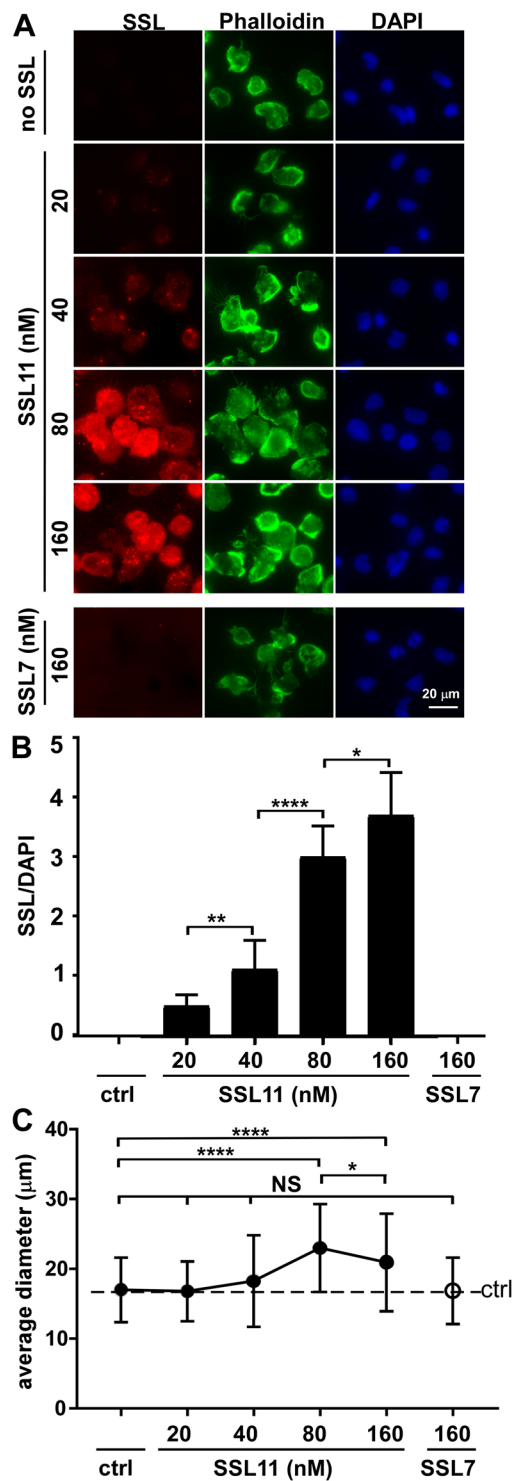 A
SSL Phalloidin DAPI
no SSL
SSL11 (nM)
20
40
80
160
SSL7 (nM)
160
20 µm
B
SSL/DAPI
5
4
3
2
1
0
**
****
*
20 40 80 160 160
ctrl SSL11 (nM) SSL7
C
average diameter (µm)
40
30
20
10
0
****
****
*
NS
ctrl
20 40 80 160 160
ctrl SSL11 (nM) SSL7